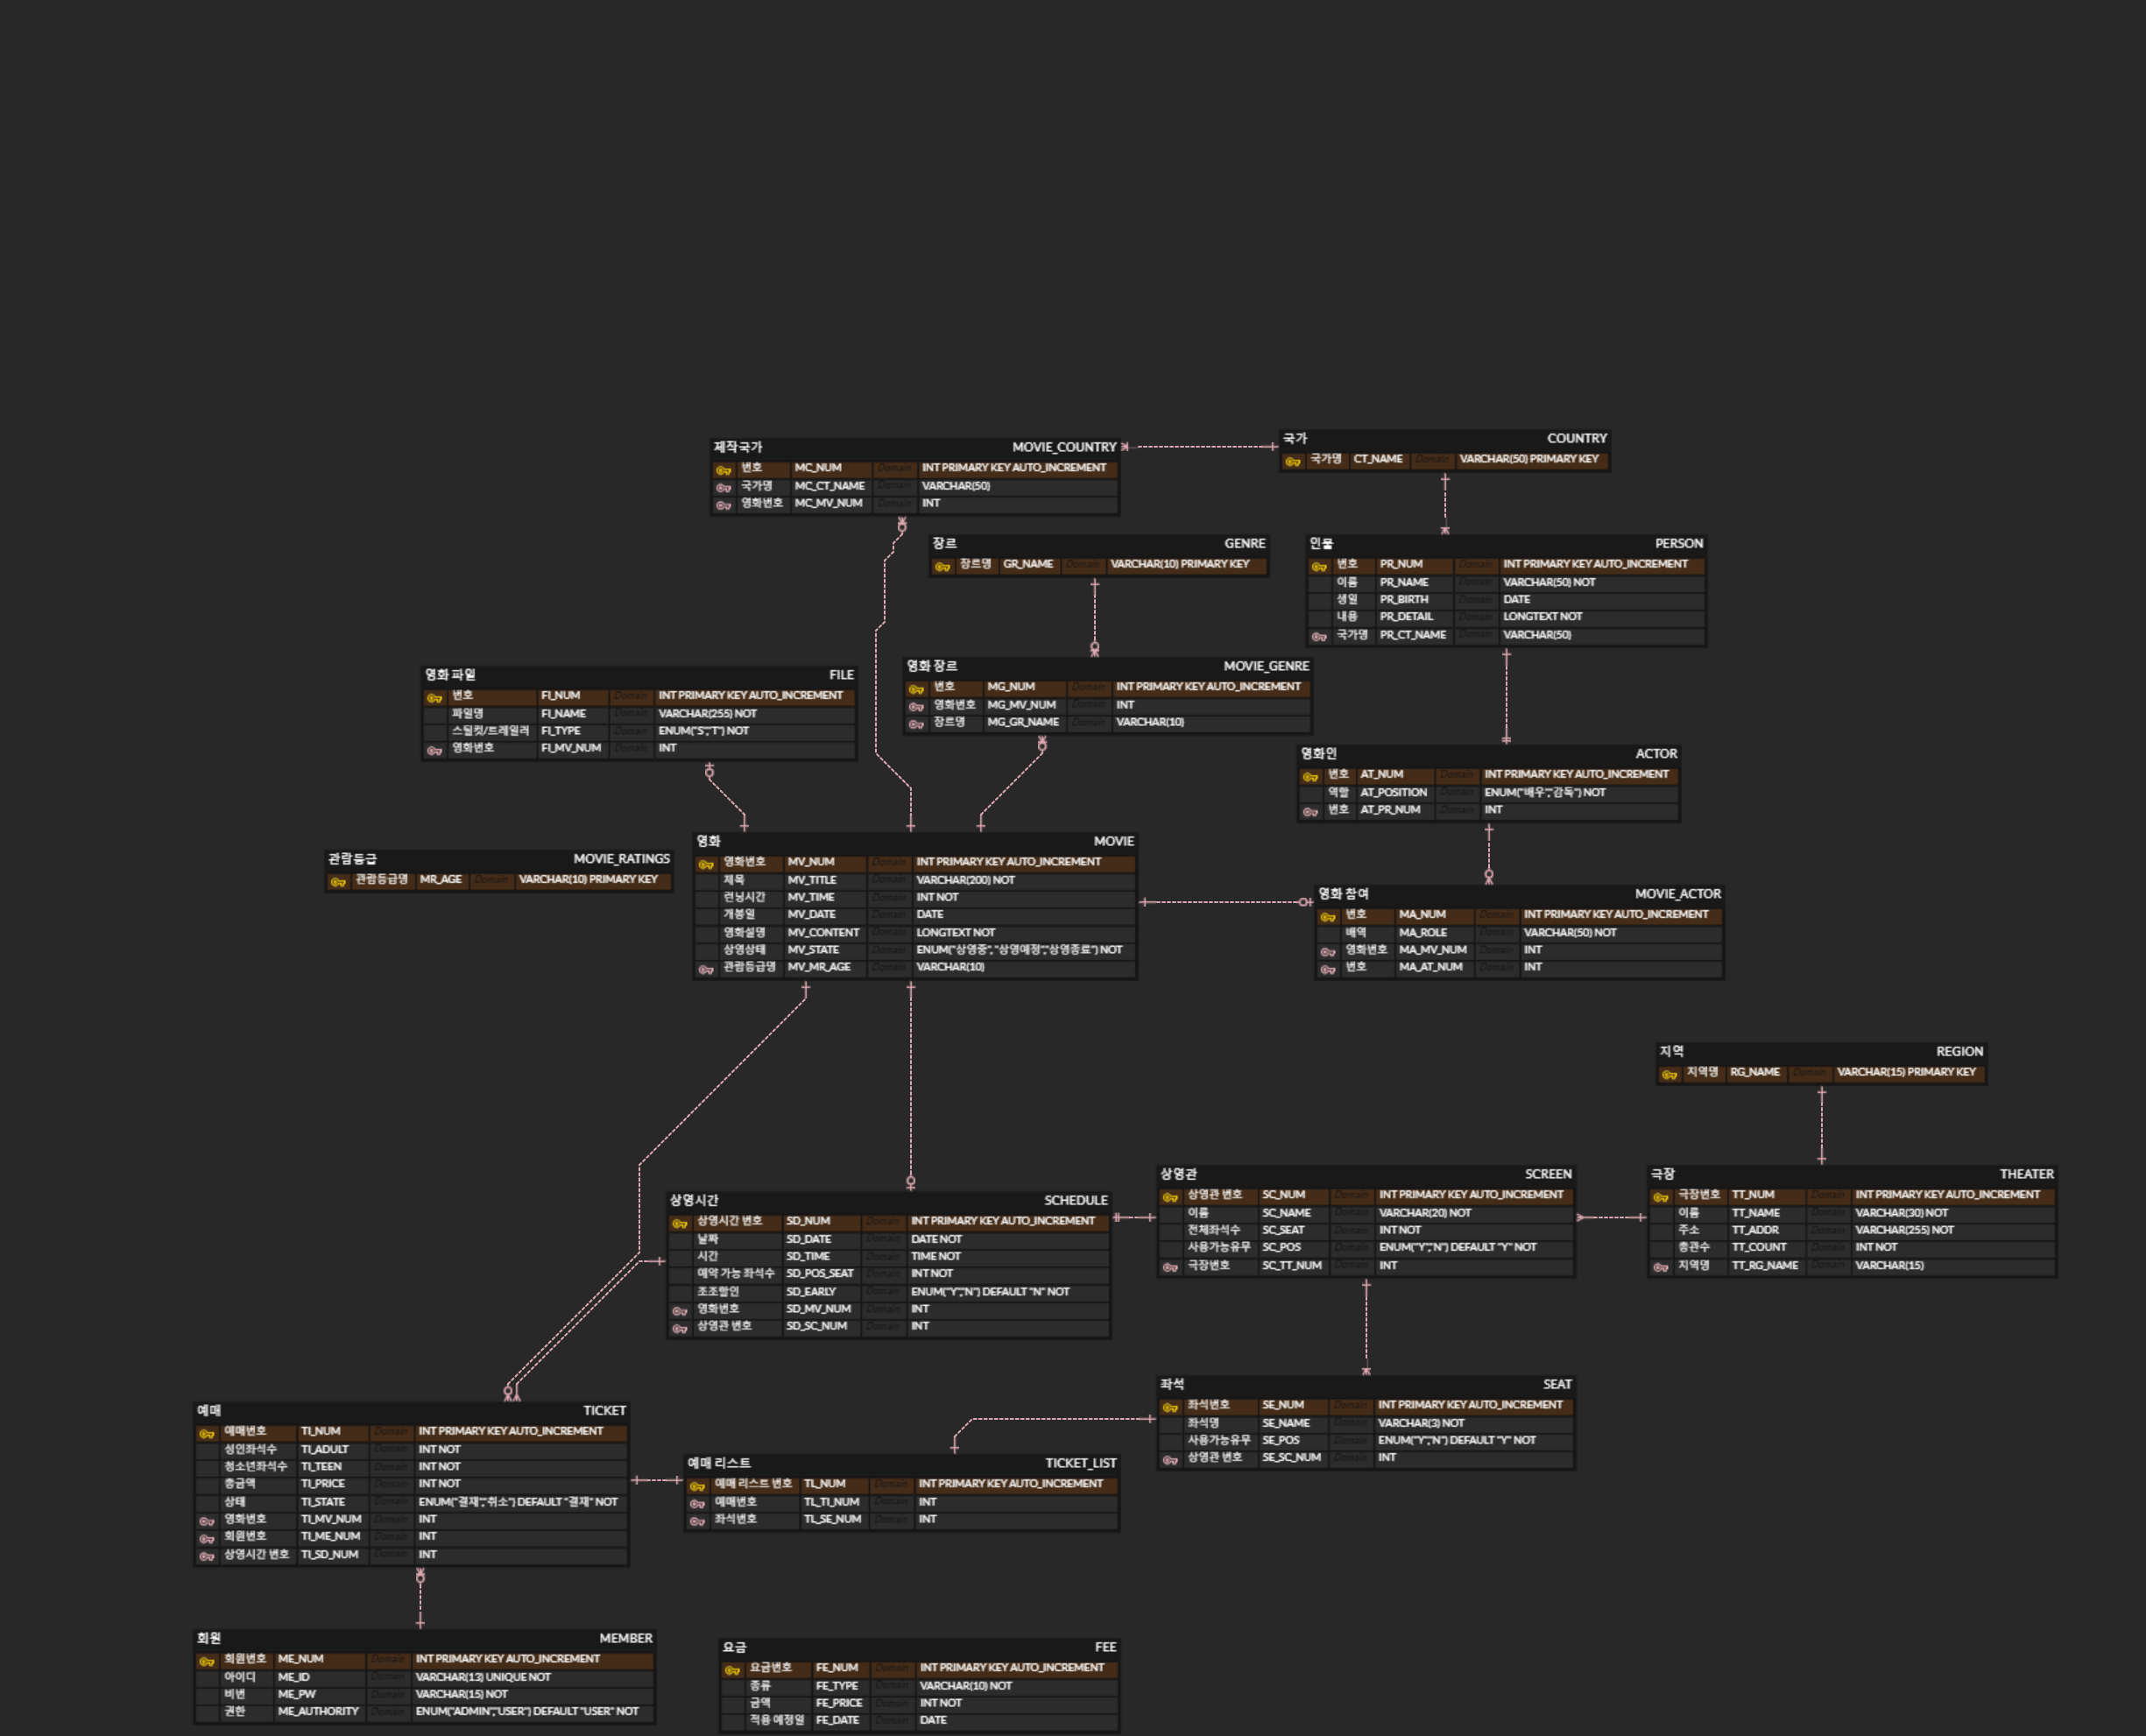 제작국가 MOVIE_COUNTRY
번호 MC_NUM Domain INT PRIMARY KEY AUTO_INCREMENT
국가명 MC_CT_NAME Domain VARCHAR(50)
영화번호 MC_MV_NUM Domain INT
국가 COUNTRY
국가명 CT_NAME Domain VARCHAR(50) PRIMARY KEY
장르 GENRE
장르명 GR_NAME Domain VARCHAR(10) PRIMARY KEY
인물 PERSON
번호 PR_NUM Domain INT PRIMARY KEY AUTO_INCREMENT
이름 PR_NAME Domain VARCHAR(50) NOT
생일 PR_BIRTH Domain DATE
내용 PR_DETAIL Domain LONGTEXT NOT
국가명 PR_CT_NAME Domain VARCHAR(50)
영화 파일 FILE
번호 FI_NUM Domain INT PRIMARY KEY AUTO_INCREMENT
파일명 FI_NAME Domain VARCHAR(255) NOT
스틸컷/트레일러 FI_TYPE Domain ENUM("S","T") NOT
영화번호 FI_MV_NUM Domain INT
영화 장르 MOVIE_GENRE
번호 MG_NUM Domain INT PRIMARY KEY AUTO_INCREMENT
영화번호 MG_MV_NUM Domain INT
장르명 MG_GR_NAME Domain VARCHAR(10)
영화인 ACTOR
번호 AT_NUM Domain INT PRIMARY KEY AUTO_INCREMENT
역할 AT_POSITION Domain ENUM("배우","감독") NOT
번호 AT_PR_NUM Domain INT
관람등급 MOVIE_RATINGS
관람등급명 MR_AGE Domain VARCHAR(10) PRIMARY KEY
영화 MOVIE
영화번호 MV_NUM Domain INT PRIMARY KEY AUTO_INCREMENT
제목 MV_TITLE Domain VARCHAR(200) NOT
런닝시간 MV_TIME Domain INT NOT
개봉일 MV_DATE Domain DATE
영화설명 MV_CONTENT Domain LONGTEXT NOT
상영상태 MV_STATE Domain ENUM("상영중", "상영예정","상영종료") NOT
관람등급명 MV_MR_AGE Domain VARCHAR(10)
영화 참여 MOVIE_ACTOR
번호 MA_NUM Domain INT PRIMARY KEY AUTO_INCREMENT
배역 MA_ROLE Domain VARCHAR(50) NOT
영화번호 MA_MV_NUM Domain INT
번호 MA_AT_NUM Domain INT
지역 REGION
지역명 RG_NAME Domain VARCHAR(15) PRIMARY KEY
상영시간 SCHEDULE
상영시간 번호 SD_NUM Domain INT PRIMARY KEY AUTO_INCREMENT
날짜 SD_DATE Domain DATE NOT
시간 SD_TIME Domain TIME NOT
예약 가능 좌석수 SD_POS_SEAT Domain INT NOT
조조할인 SD_EARLY Domain ENUM("Y","N") DEFAULT "N" NOT
영화번호 SD_MV_NUM Domain INT
상영관 번호 SD_SC_NUM Domain INT
상영관 SCREEN
상영관 번호 SC_NUM Domain INT PRIMARY KEY AUTO_INCREMENT
이름 SC_NAME Domain VARCHAR(20) NOT
전체좌석수 SC_SEAT Domain INT NOT
사용가능유무 SC_POS Domain ENUM("Y","N") DEFAULT "Y" NOT
극장번호 SC_TT_NUM Domain INT
극장 THEATER
극장번호 TT_NUM Domain INT PRIMARY KEY AUTO_INCREMENT
이름 TT_NAME Domain VARCHAR(30) NOT
주소 TT_ADDR Domain VARCHAR(255) NOT
총관수 TT_COUNT Domain INT NOT
지역명 TT_RG_NAME Domain VARCHAR(15)
좌석 SEAT
좌석번호 SE_NUM Domain INT PRIMARY KEY AUTO_INCREMENT
좌석명 SE_NAME Domain VARCHAR(3) NOT
사용가능유무 SE_POS Domain ENUM("Y","N") DEFAULT "Y" NOT
상영관 번호 SE_SC_NUM Domain INT
예매 TICKET
예매번호 TI_NUM Domain INT PRIMARY KEY AUTO_INCREMENT
성인좌석수 TI_ADULT Domain INT NOT
청소년좌석수 TI_TEEN Domain INT NOT
총금액 TI_PRICE Domain INT NOT
상태 TI_STATE Domain ENUM("결재","취소") DEFAULT "결재" NOT
영화번호 TI_MV_NUM Domain INT
회원번호 TI_ME_NUM Domain INT
상영시간 번호 TI_SD_NUM Domain INT
예매 리스트 TICKET_LIST
예매 리스트 번호 TL_NUM Domain INT PRIMARY KEY AUTO_INCREMENT
예매번호 TL_TI_NUM Domain INT
좌석번호 TL_SE_NUM Domain INT
회원 MEMBER
회원번호 ME_NUM Domain INT PRIMARY KEY AUTO_INCREMENT
아이디 ME_ID Domain VARCHAR(13) UNIQUE NOT
비번 ME_PW Domain VARCHAR(15) NOT
권한 ME_AUTHORITY Domain ENUM("ADMIN","USER") DEFAULT "USER" NOT
요금 FEE
요금번호 FE_NUM Domain INT PRIMARY KEY AUTO_INCREMENT
종류 FE_TYPE Domain VARCHAR(10) NOT
금액 FE_PRICE Domain INT NOT
적용 예정일 FE_DATE Domain DATE